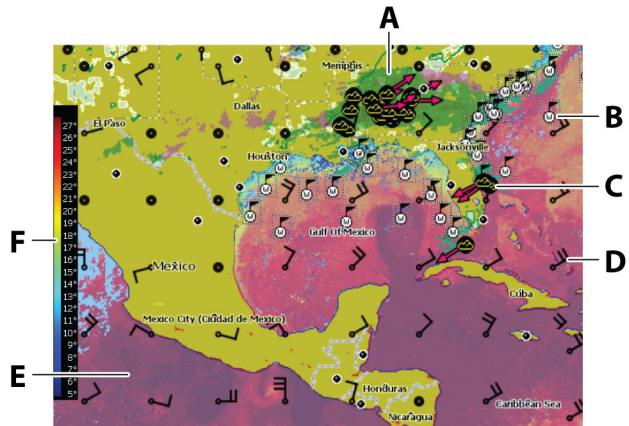 A
Memphis
27°
26°
25°
24°
23°
22°
21°
20°
19°
18°
17°
16°
15°
14°
13°
12°
11°
10°
9°
8°
7°
6°
5°
Dallas
El Paso
B
Jacksonville
Houston
C
F
Gulf Of Mexico
Mexico
D
Cuba
Mexico City (Ciudad de Mexico)
E
Honduras
Caribbean Sea
Nicaragua